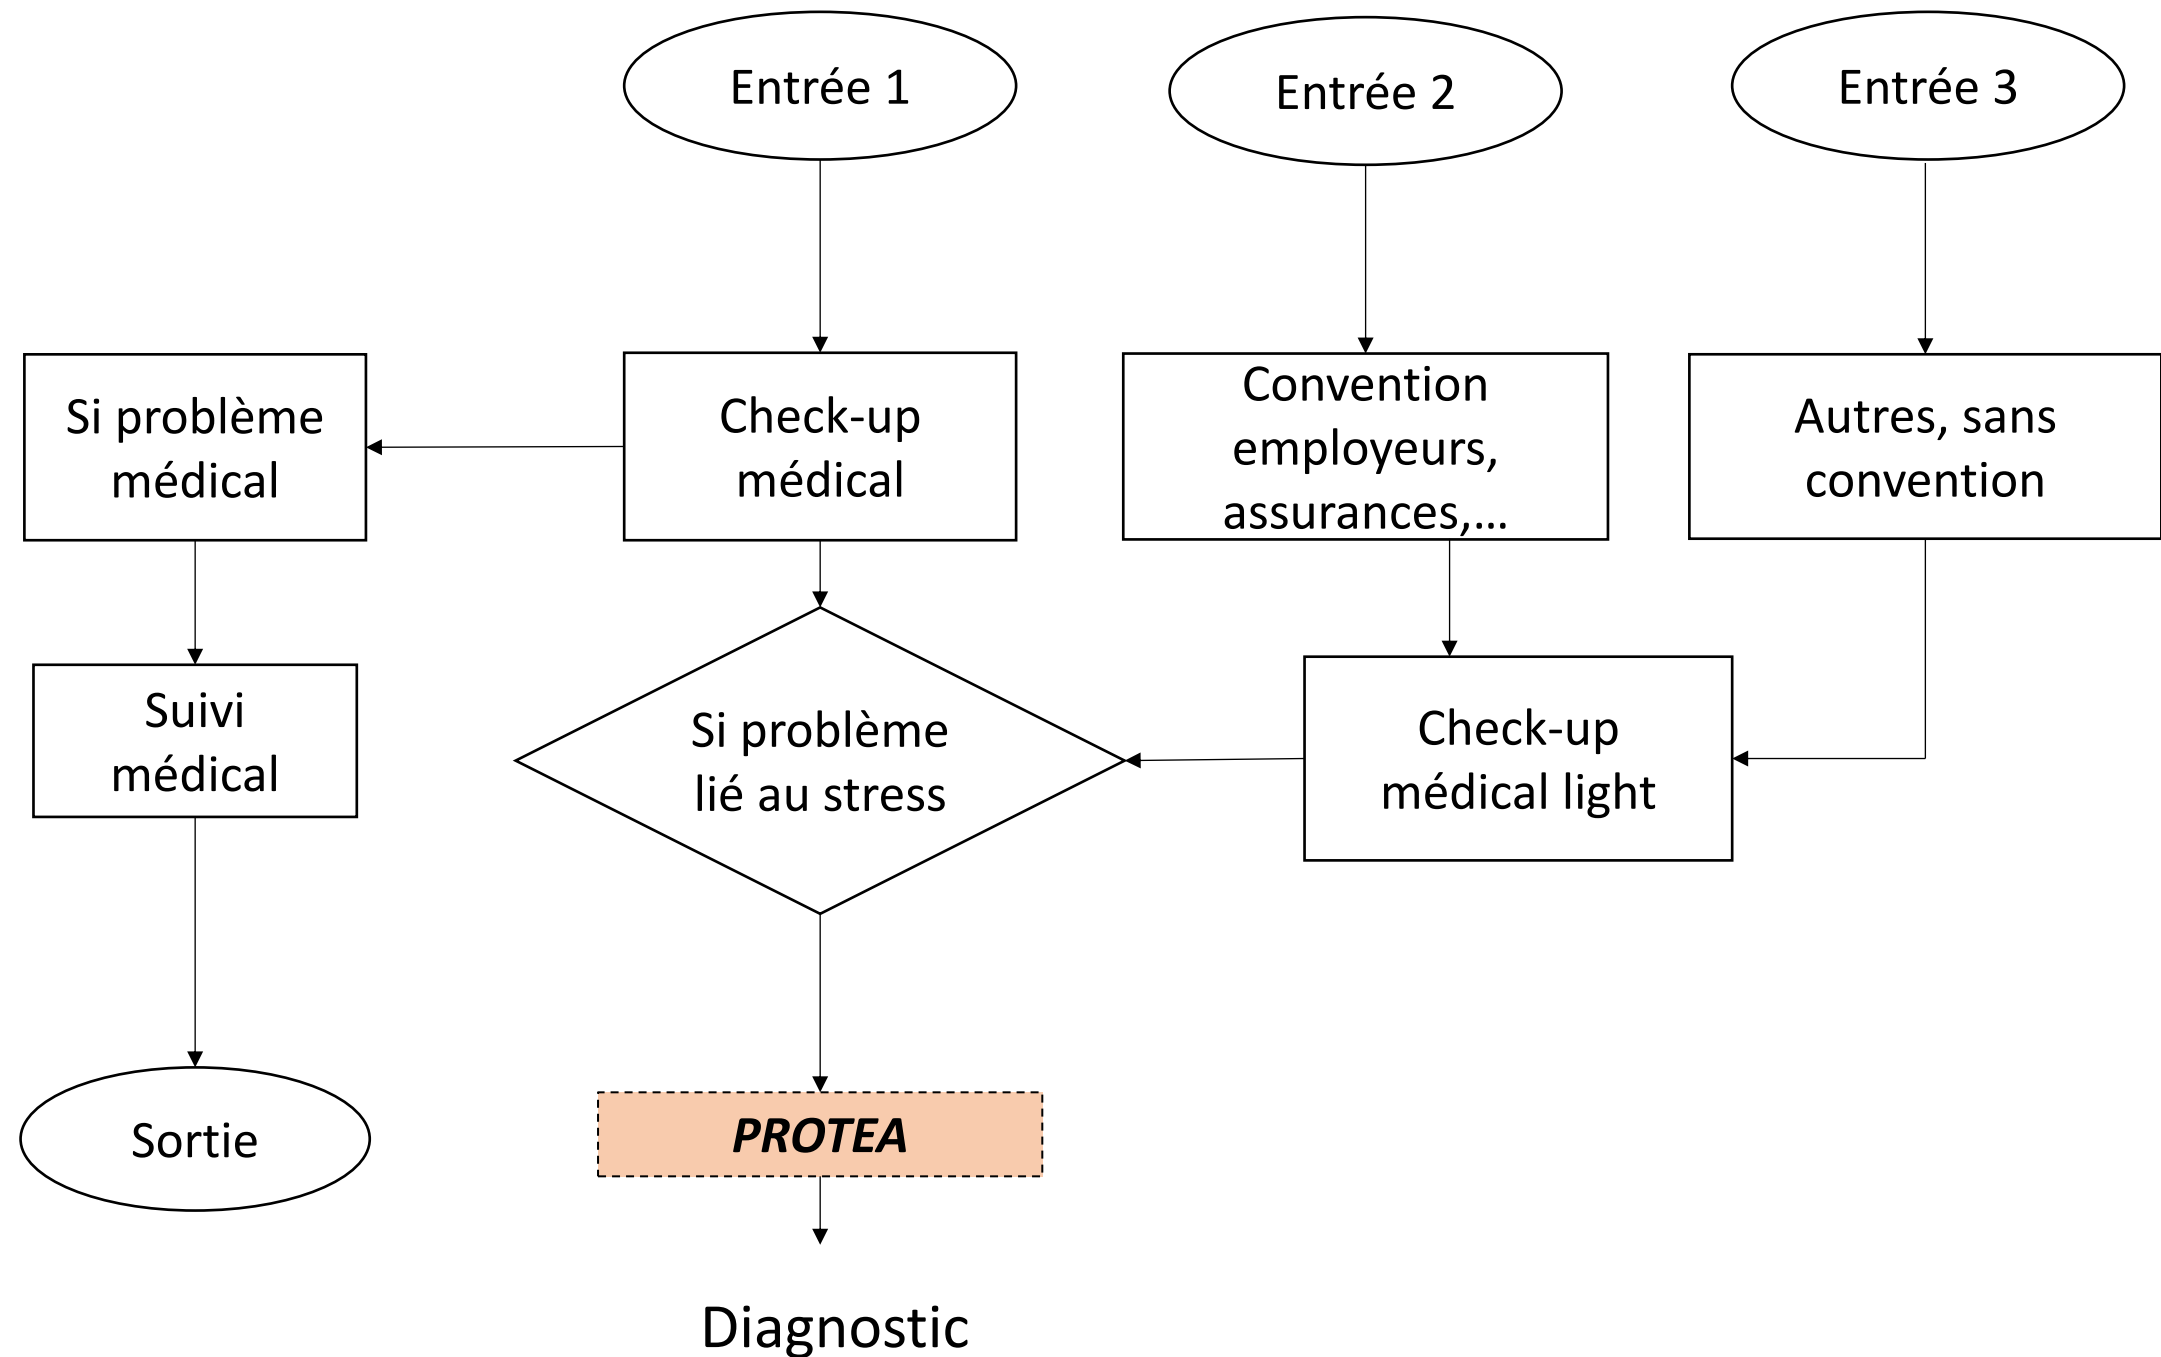 Entrée 1
Entrée 2
Entrée 3
Si problème
médical
Check-up
médical
Convention
employeurs,
assurances,...
Autres, sans
convention
Suivi
médical
Si problème
lié au stress
Check-up
médical light
Sortie
PROTEA
Diagnostic